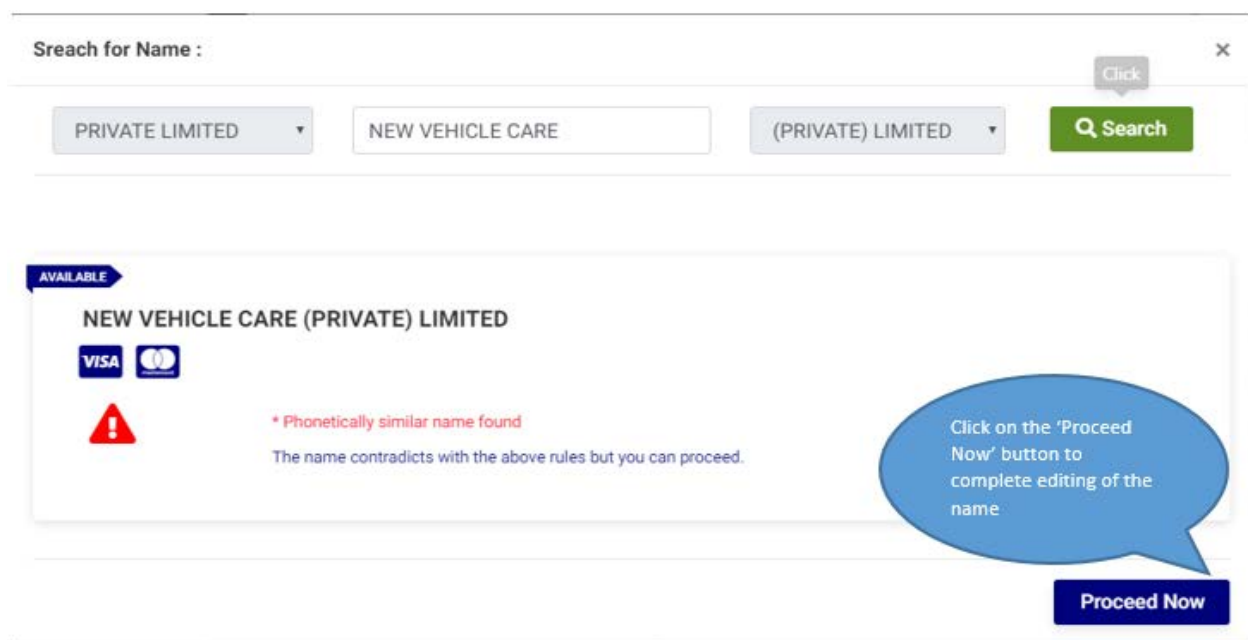 Sreach for Name :
×
Click
PRIVATE LIMITED
NEW VEHICLE CARE
(PRIVATE) LIMITED
Search
AVAILABLE
NEW VEHICLE CARE (PRIVATE) LIMITED
VISA
* Phonetically similar name found
The name contradicts with the above rules but you can proceed.
Click on the ‘Proceed
Now’ button to
complete editing of the
name
Proceed Now